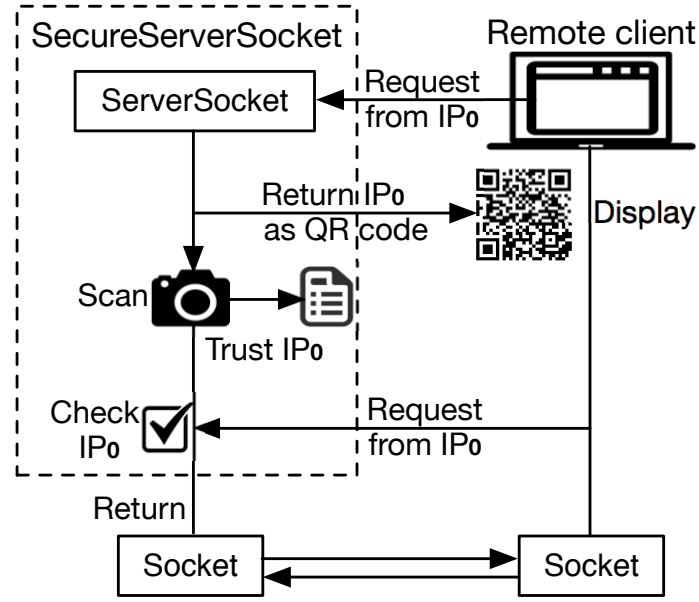 SecureServerSocket
Remote client
ServerSocket
Request
from IP0
Return IP0
as QR code
Display
Scan
Trust IP0
Check
IP0
Request
from IP0
Return
Socket
Socket